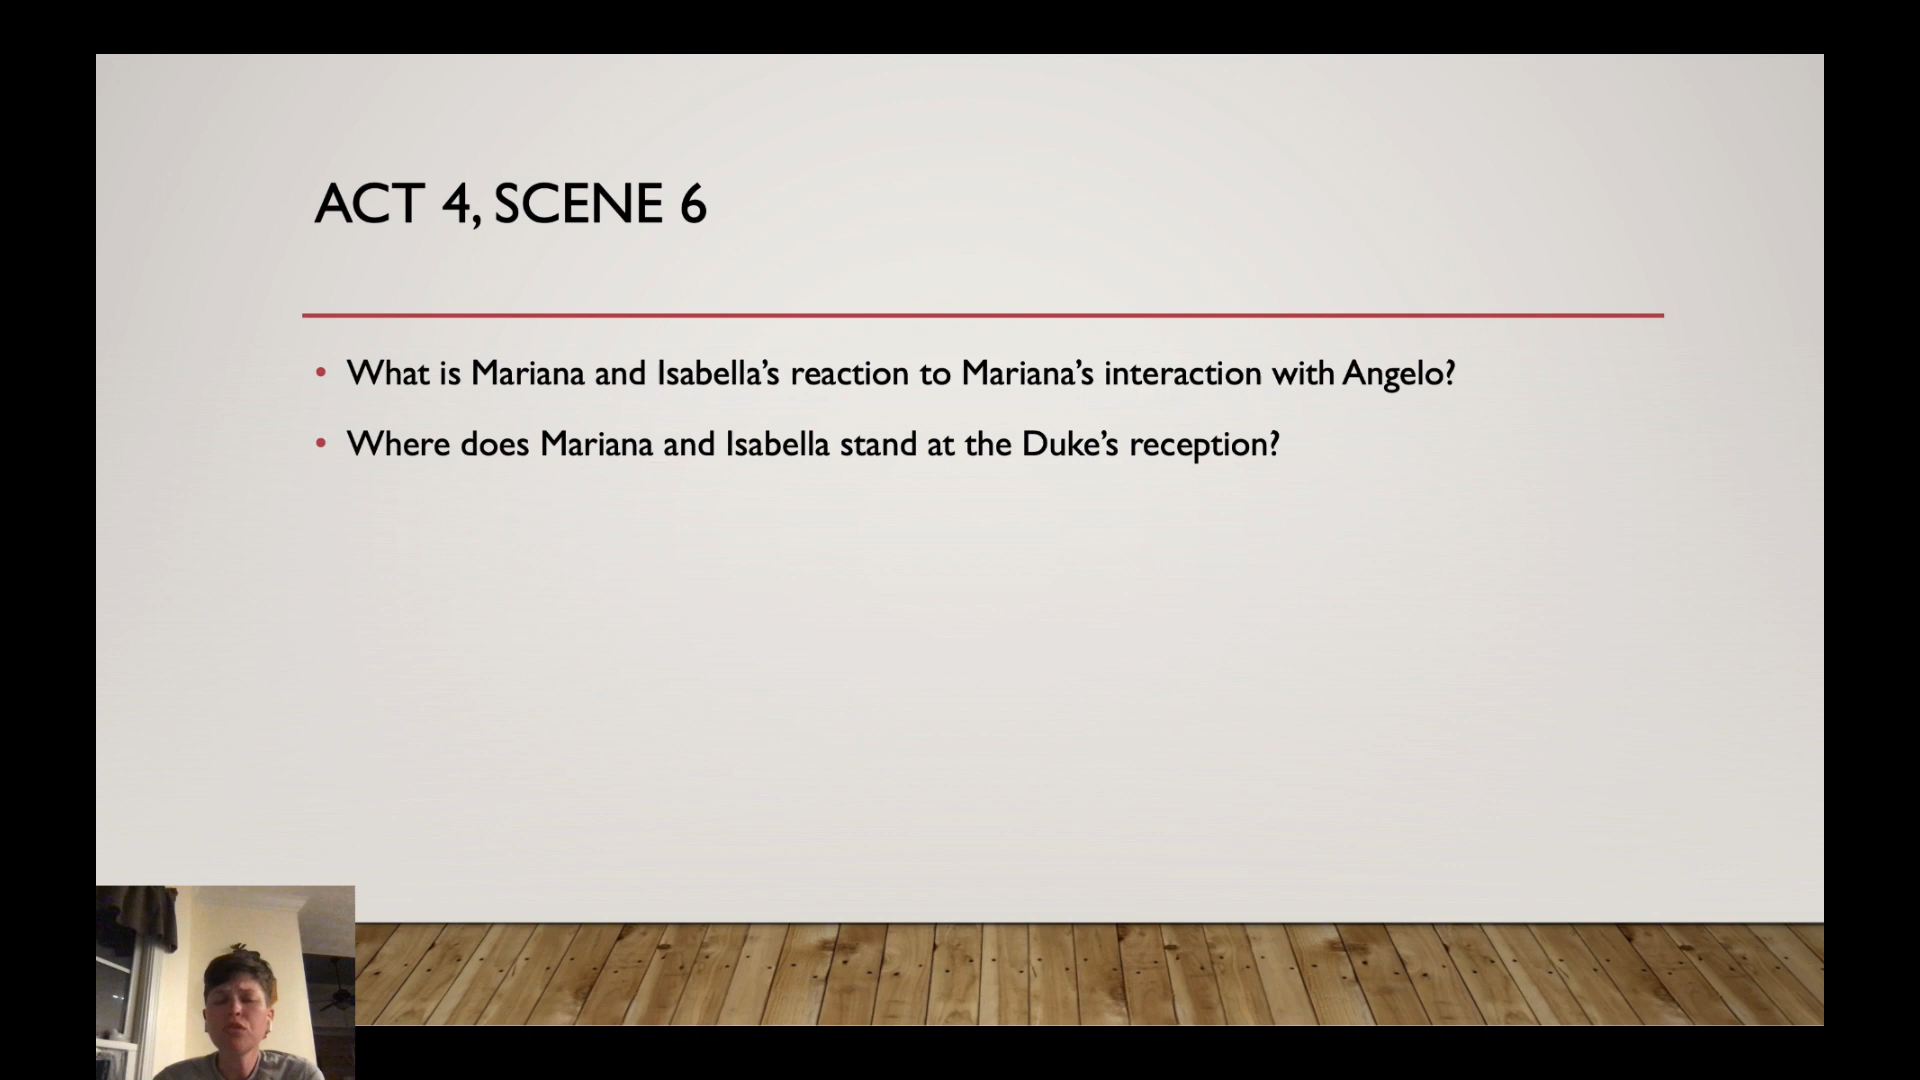 ACT 4, SCENE 6
• What is Mariana and Isabella’s reaction to Mariana’s interaction with Angelo?
• Where does Mariana and Isabella stand at the Duke’s reception?